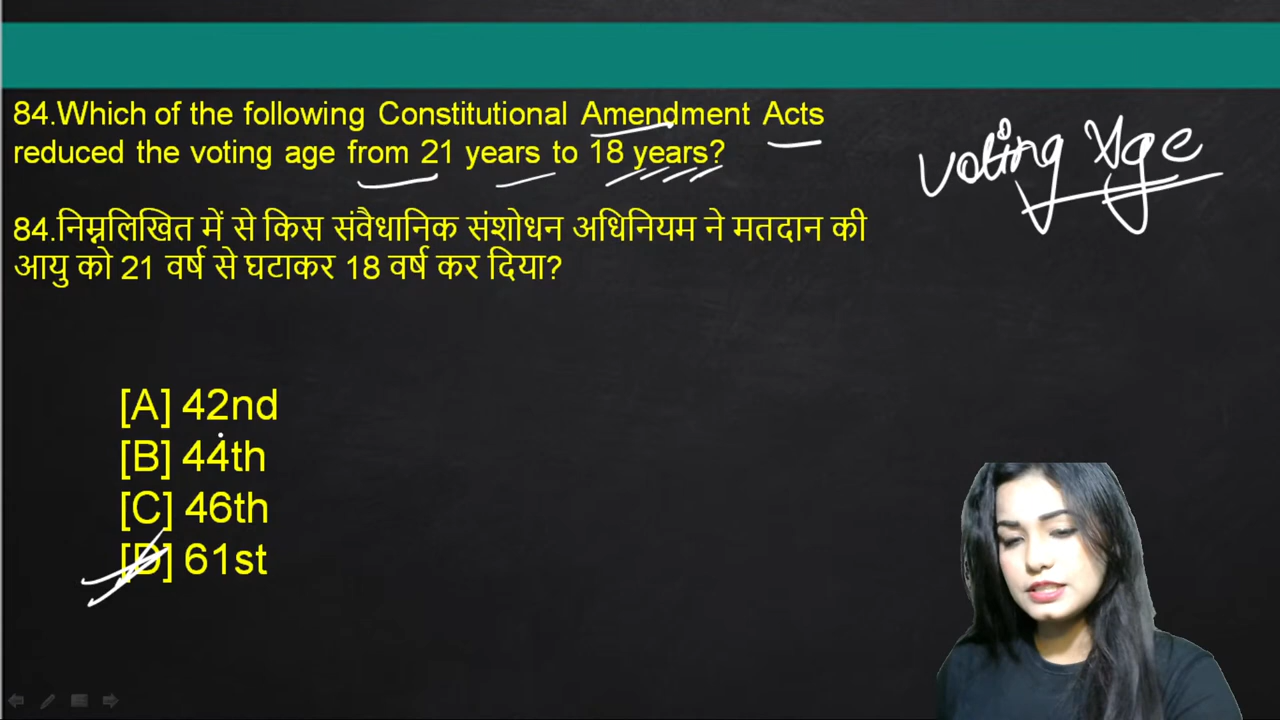 84.Which of the following Constitutional Amendment Acts
reduced the voting age from 21 years to 18 years?
Voting Age
84.निम्नलिखित में से किस संवैधानिक संशोधन अधिनियम ने मतदान की
आयु को 21 वर्ष से घटाकर 18 वर्ष कर दिया?
[A] 42nd
[B] 44th
[C] 46th
[D] 61st